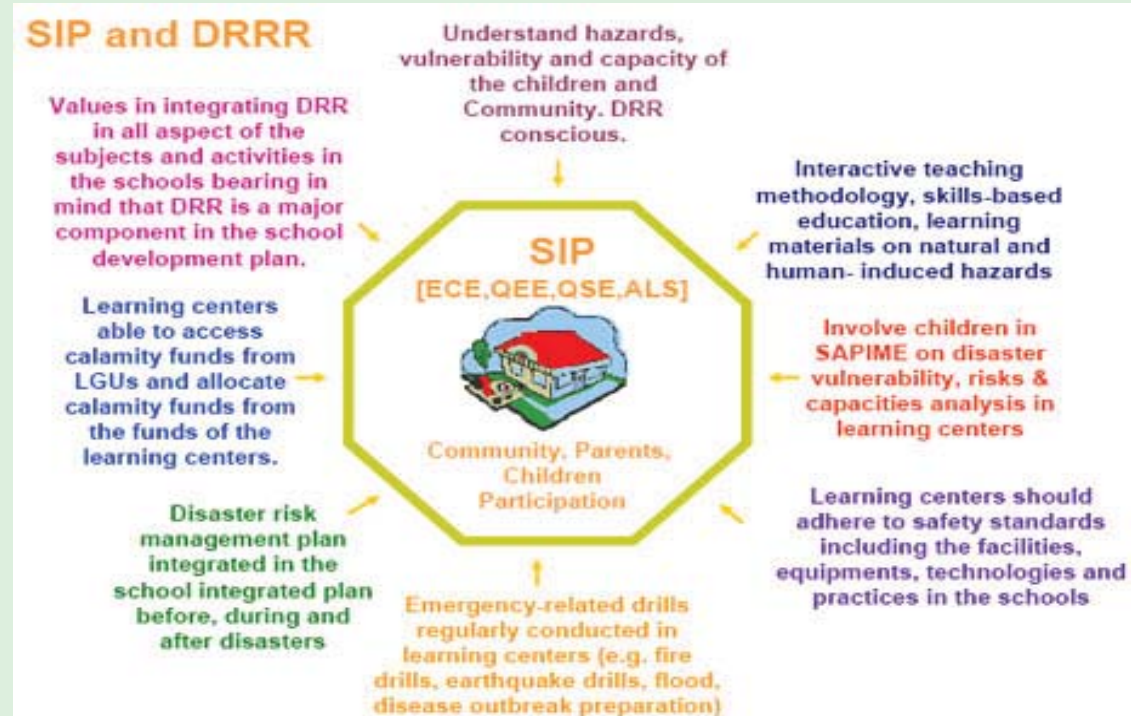 SIP and DRRR
Understand hazards,
vulnerability and capacity of
the children and
Community. DRR
conscious.
Values in integrating DRR
in all aspect of the
subjects and activities in
the schools bearing in
mind that DRR is a major
component in the school
development plan.
Interactive teaching
methodology, skills-based
education, learning
materials on natural and
human- induced hazards
SIP
[ECE,QEE,QSE,ALS]
Community, Parents,
Children
Participation
Learning centers
able to access
calamity funds from
LGUs and allocate
calamity funds from
the funds of the
learning centers.
Involve children in
SAPIME on disaster
vulnerability, risks &
capacities analysis in
learning centers
Disaster risk
management plan
integrated in the
school integrated plan
before, during and
after disasters
Learning centers should
adhere to safety standards
including the facilities,
equipments, technologies and
practices in the schools
Emergency-related drills
regularly conducted in
learning centers (e.g. fire
drills, earthquake drills, flood,
disease outbreak preparation)